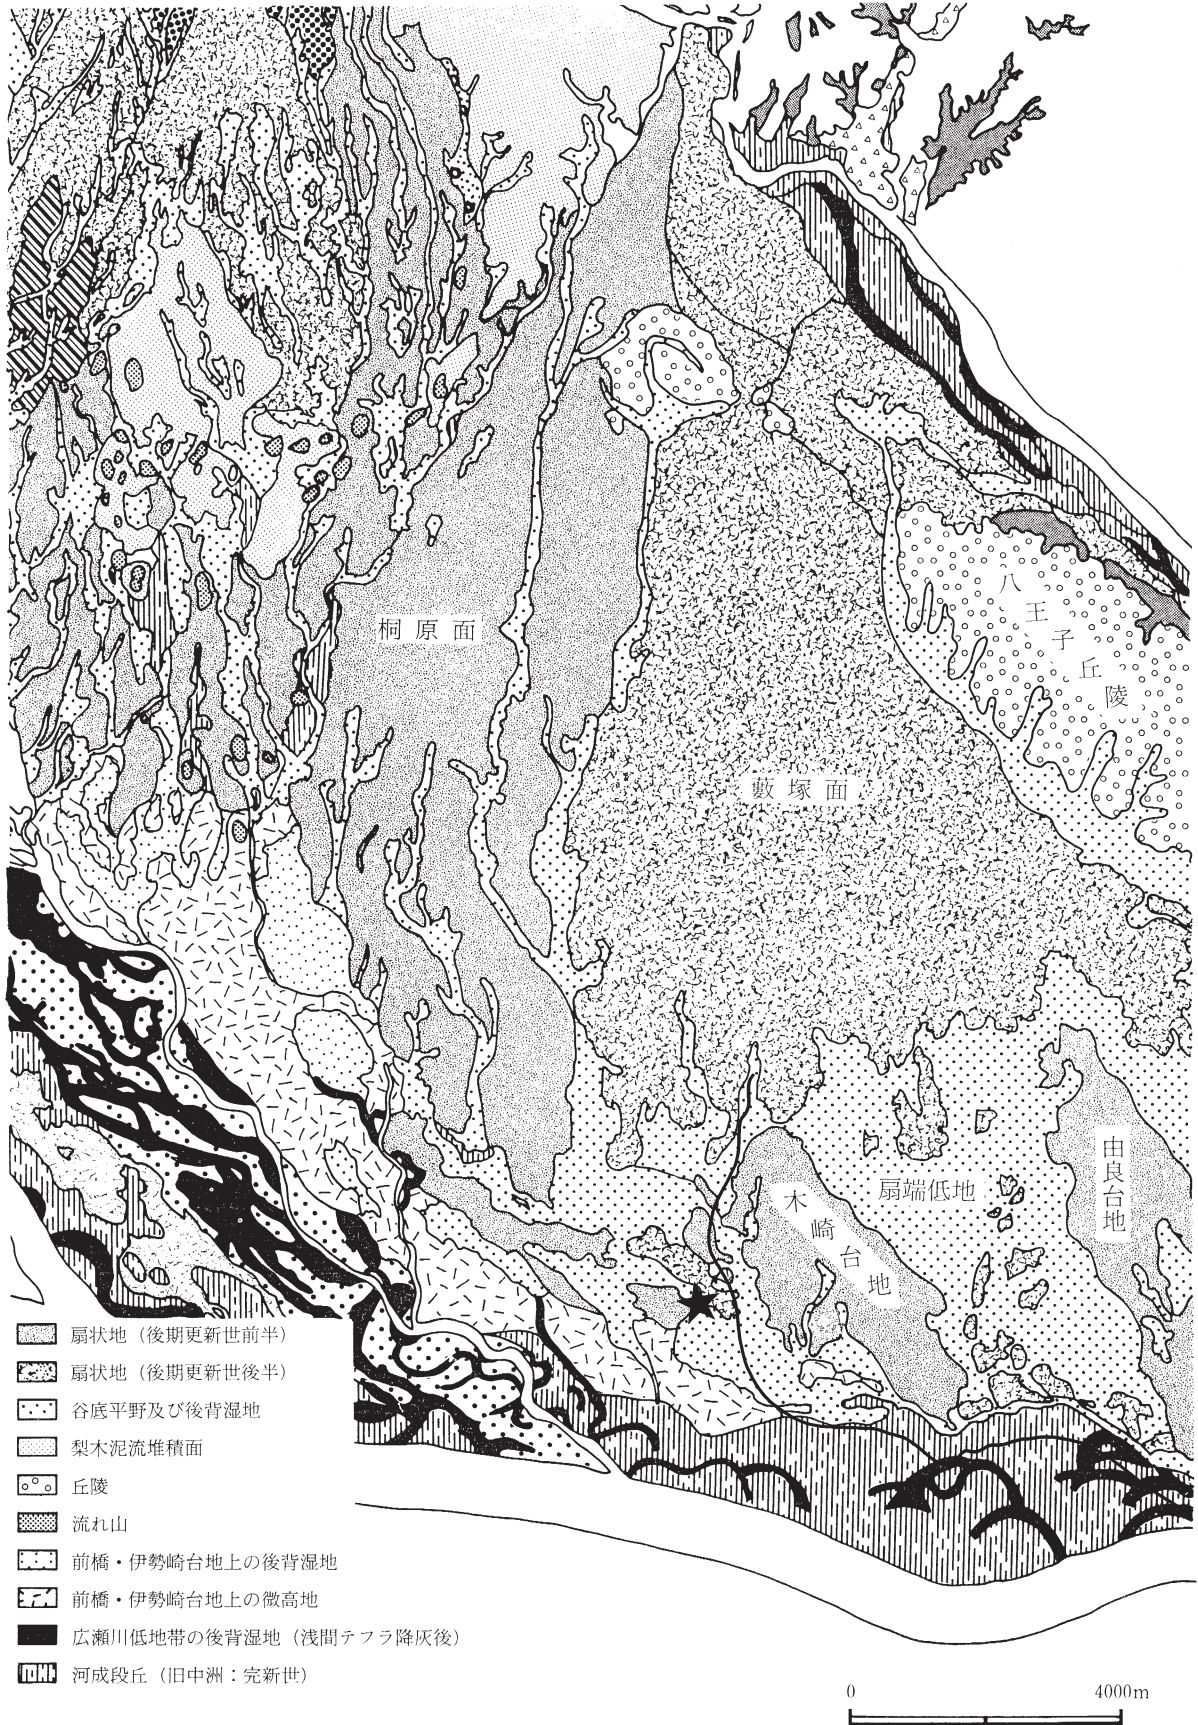 桐原面
八王子丘陵
藪塚面
由良台地
扇端低地
木崎台地
扇状地（後期更新世前半）
扇状地（後期更新世後半）
谷底平野及び後背湿地
梨木泥流堆積面
丘陵
流れ山
前橋・伊勢崎台地上の後背湿地
前橋・伊勢崎台地上の微高地
広瀬川低地帯の後背湿地（浅間テフラ降灰後）
河成段丘（旧中洲：完新世）
0 4000m